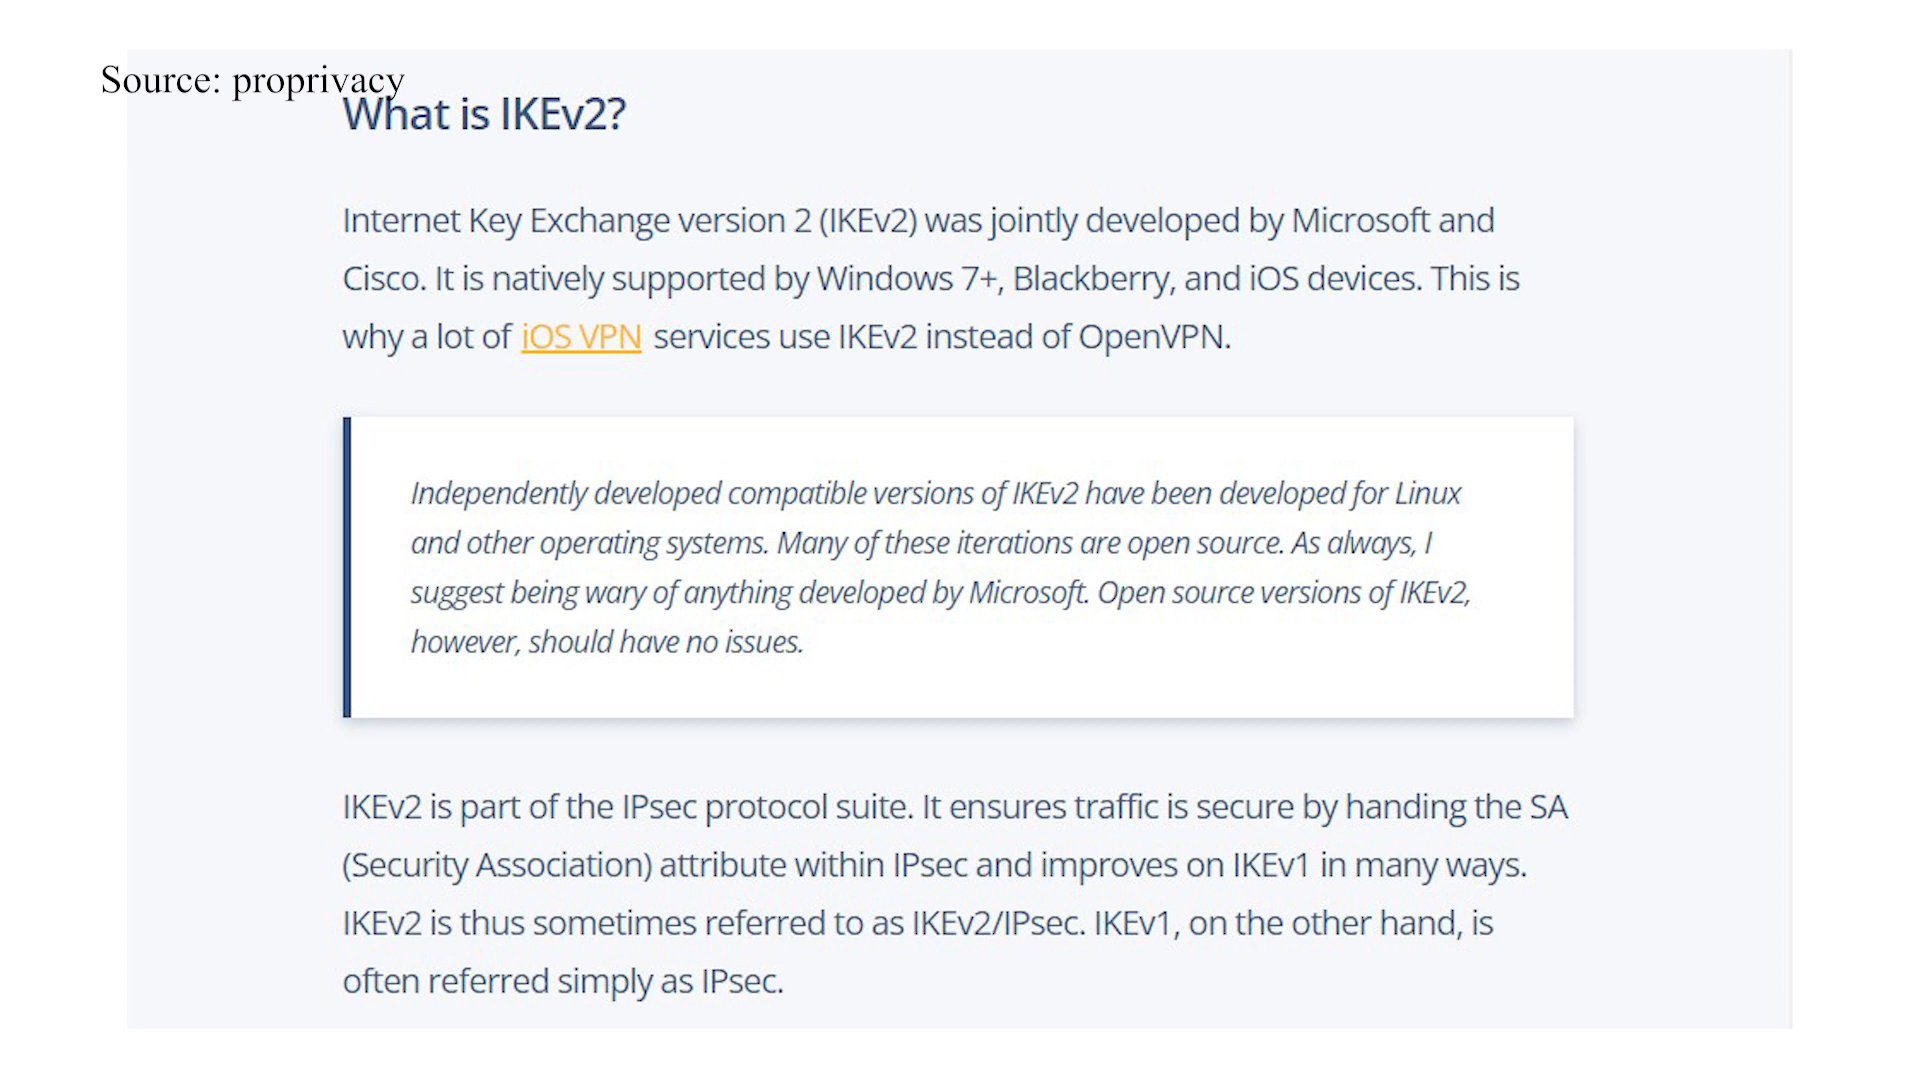 Source: proprivacy
What is IKEv2?
Internet Key Exchange version 2 (IKEv2) was jointly developed by Microsoft and
Cisco. It is natively supported by Windows 7+, Blackberry, and iOS devices. This is
why a lot of iOS VPN services use IKEv2 instead of OpenVPN.
Independently developed compatible versions of IKEv2 have been developed for Linux
and other operating systems. Many of these iterations are open source. As always, I
suggest being wary of anything developed by Microsoft. Open source versions of IKEv2,
however, should have no issues.
IKEv2 is part of the IPsec protocol suite. It ensures traffic is secure by handing the SA
(Security Association) attribute within IPsec and improves on IKEv1 in many ways.
IKEv2 is thus sometimes referred to as IKEv2/IPsec. IKEv1, on the other hand, is
often referred simply as IPsec.